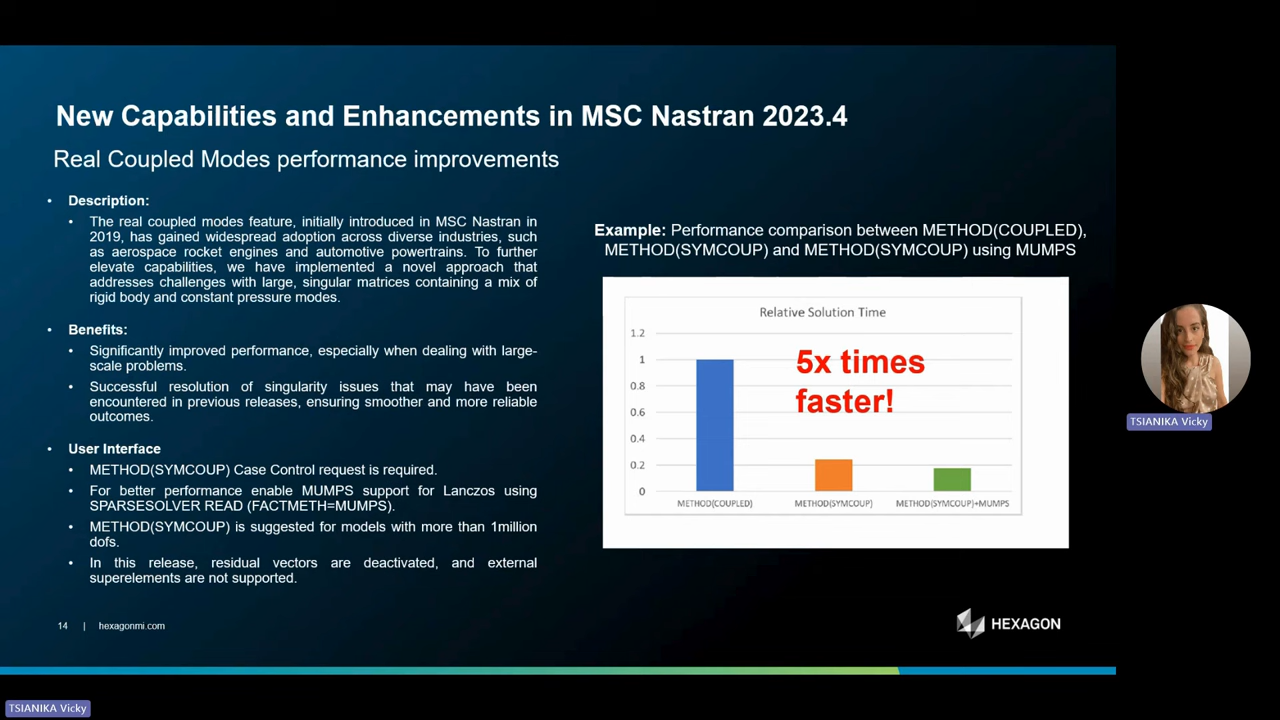 New Capabilities and Enhancements in MSC Nastran 2023.4
Real Coupled Modes performance improvements
• Description:
• The real coupled modes feature, initially introduced in MSC Nastran in
2019, has gained widespread adoption across diverse industries, such
as aerospace rocket engines and automotive powertrains. To further
elevate capabilities, we have implemented a novel approach that
addresses challenges with large, singular matrices containing a mix of
rigid body and constant pressure modes.
• Benefits:
• Significantly improved performance, especially when dealing with large-
scale problems.
• Successful resolution of singularity issues that may have been
encountered in previous releases, ensuring smoother and more reliable
outcomes.
• User Interface
• METHOD(SYMCOUP) Case Control request is required.
• For better performance enable MUMPS support for Lanczos using
SPARSESOLVER READ (FACTMETH=MUMPS).
• METHOD(SYMCOUP) is suggested for models with more than 1million
dofs.
• In this release, residual vectors are deactivated, and external
superelements are not supported.
Example: Performance comparison between METHOD(COUPLED),
METHOD(SYMCOUP) and METHOD(SYMCOUP) using MUMPS
Relative Solution Time
1.2
1
0.8
0.6
0.4
0.2
0
5x times
faster!
METHOD(COUPLED)
METHOD(SYMCOUP)
METHOD(SYMCOUP)+MUMPS
14 | hexagonmi.com
HEXAGON
TSIANIKA Vicky
TSIANIKA Vicky